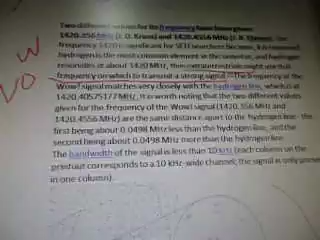 Two different values for its frequency have been given:
1420.356 MHz (J. D. Kraus) and 1420.4556 MHz (J. R. Ehman). The
frequency 1420 is significant for SETI searchers because, it is reasoned,
hydrogen is the most common element in the universe, and hydrogen
resonates at about 1420 MHz, thus extraterrestrials might use that
frequency on which to transmit a strong signal. The frequency of the
Wow! signal matches very closely with the hydrogen line, which is at
1420.40575177 MHz. It is worth noting that the two different values
given for the frequency of the Wow! signal (1420.356 MHz and
1420.4556 MHz) are the same distance apart to the hydrogen line - the
first being about 0.0498 MHz less than the hydrogen line, and the
second being about 0.0498 MHz more than the hydrogen line.
The bandwidth of the signal is less than 10 kHz (each column on the
printout corresponds to a 10 kHz-wide channel; the signal is only present
in one column).
W